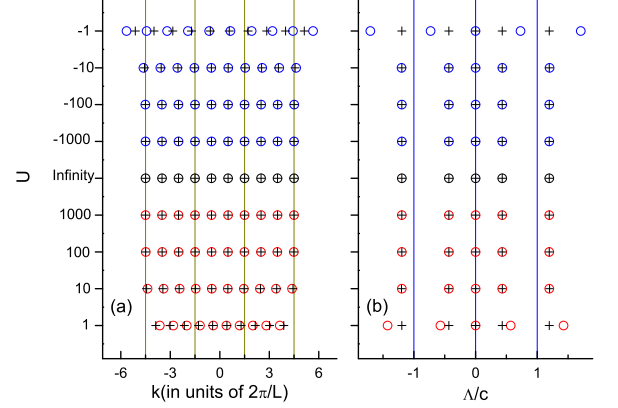 -1
-10
-100
-1000
U
Infinity
1000
100
10
(a)
(b)
1
-6 -3 0 3 6
-1 0 1
k(in units of 2π/L)
Λ/c